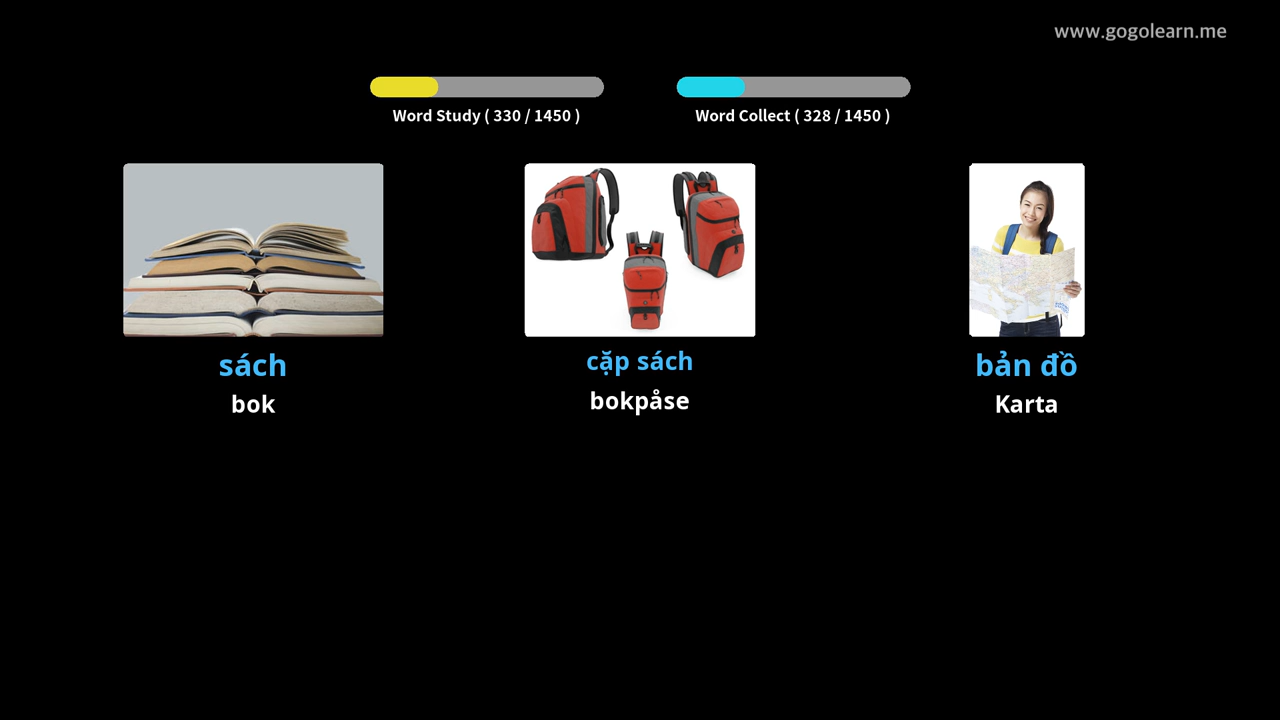 www.gogolearn.me
Word Study ( 330 / 1450 )
Word Collect ( 328 / 1450 )
sách
cặp sách
bản đồ
bok
bokpåse
Karta